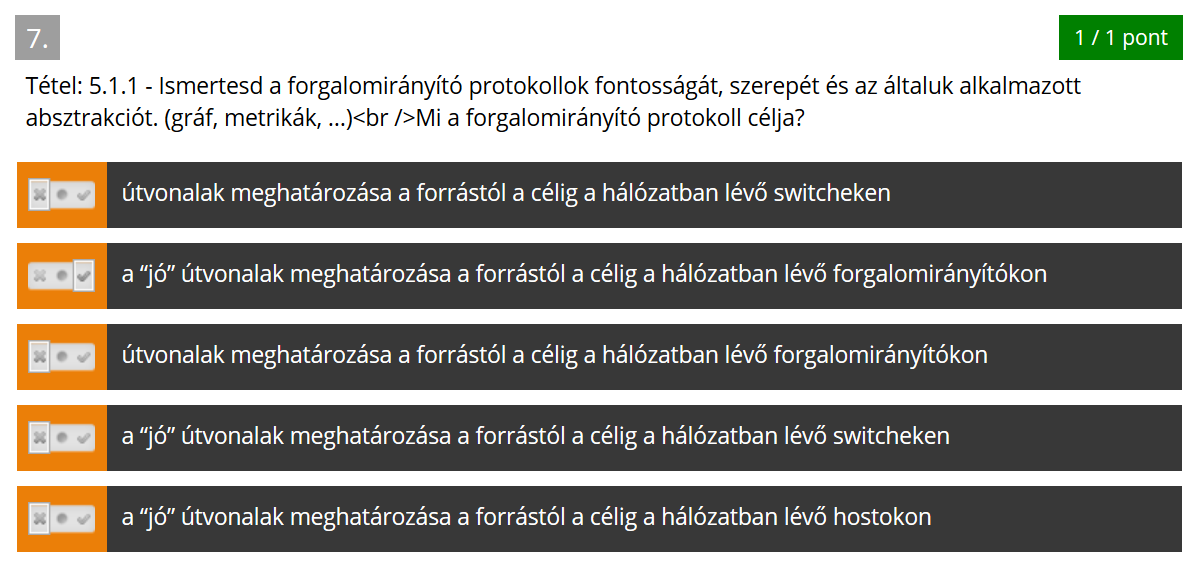 7.
1 / 1 pont
Tétel: 5.1.1 - Ismertesd a forgalomirányító protokollok fontosságát, szerepét és az általuk alkalmazott
absztrakciót. (gráf, metrikák, ...)<br />Mi a forgalomirányító protokoll célja?
útvonalak meghatározása a forrástól a célig a hálózatban lévő switcheken
a “jó” útvonalak meghatározása a forrástól a célig a hálózatban lévő forgalomirányítókon
útvonalak meghatározása a forrástól a célig a hálózatban lévő forgalomirányítókon
a “jó” útvonalak meghatározása a forrástól a célig a hálózatban lévő switcheken
a “jó” útvonalak meghatározása a forrástól a célig a hálózatban lévő hostokon